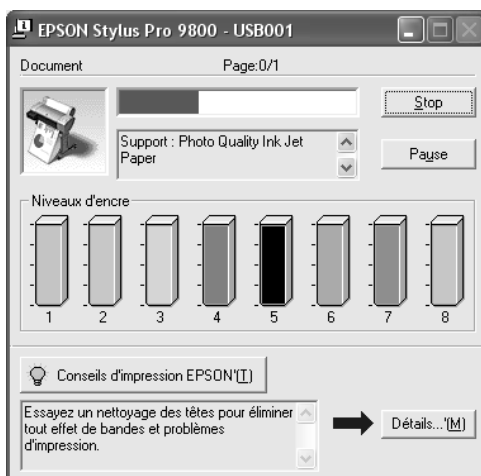 EPSON Stylus Pro 9800 - USB001
Document Page:0/1
Stop
Support : Photo Quality Ink Jet
Paper
Pause
Niveaux d'encre
1 2 3 4 5 6 7 8
Conseils d'impression EPSON'(T)
Essayez un nettoyage des têtes pour éliminer
tout effet de bandes et problèmes
d'impression.
Détails...'(M)